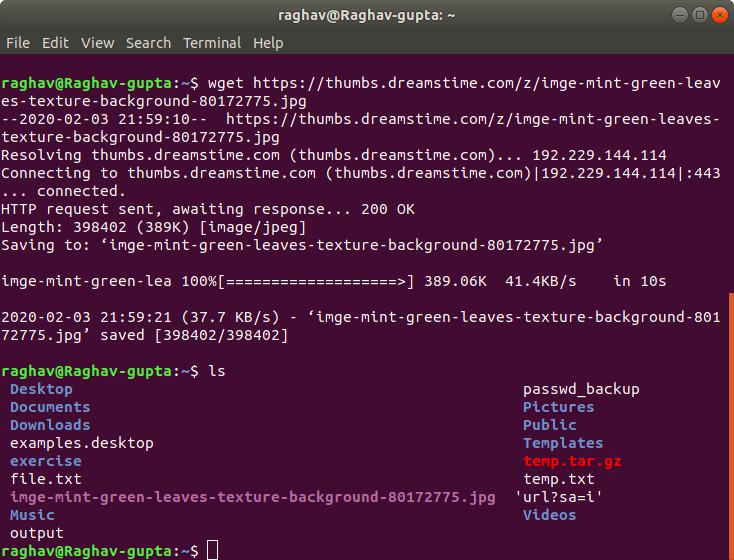 raghav@Raghav-gupta: ~
File Edit View Search Terminal Help
raghav@Raghav-gupta:~$ wget https://thumbs.dreamstime.com/z/imge-mint-green-leav
es-texture-background-80172775.jpg
--2020-02-03 21:59:10--  https://thumbs.dreamstime.com/z/imge-mint-green-leaves-
texture-background-80172775.jpg
Resolving thumbs.dreamstime.com (thumbs.dreamstime.com)... 192.229.144.114
Connecting to thumbs.dreamstime.com (thumbs.dreamstime.com)|192.229.144.114|:443
... connected.
HTTP request sent, awaiting response... 200 OK
Length: 398402 (389K) [image/jpeg]
Saving to: ‘imge-mint-green-leaves-texture-background-80172775.jpg’
imge-mint-green-lea 100%[===================>] 389.06K  41.4KB/s    in 10s
2020-02-03 21:59:21 (37.7 KB/s) - ‘imge-mint-green-leaves-texture-background-801
72775.jpg’ saved [398402/398402]
raghav@Raghav-gupta:~$ ls
Desktop passwd_backup
Documents Pictures
Downloads Public
examples.desktop Templates
exercise temp.tar.gz
file.txt temp.txt
imge-mint-green-leaves-texture-background-80172775.jpg 'url?sa=i'
Music Videos
output
raghav@Raghav-gupta:~$